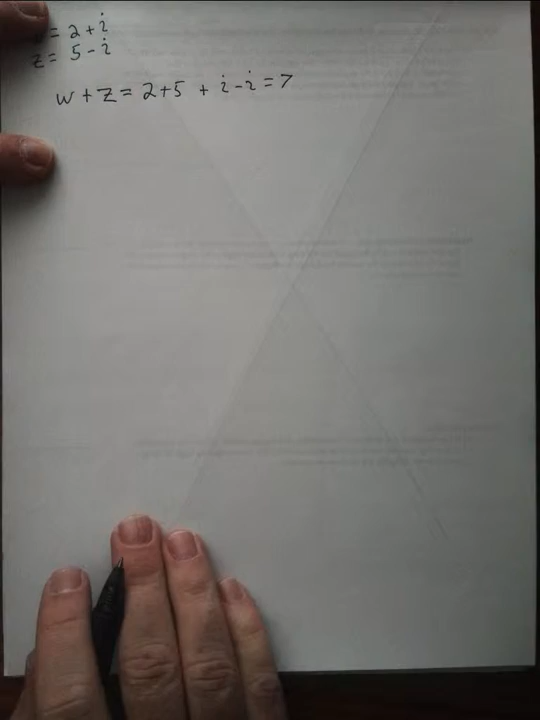 = 2 + i
z = 5 - i
w + z = 2+5 + i - i = 7